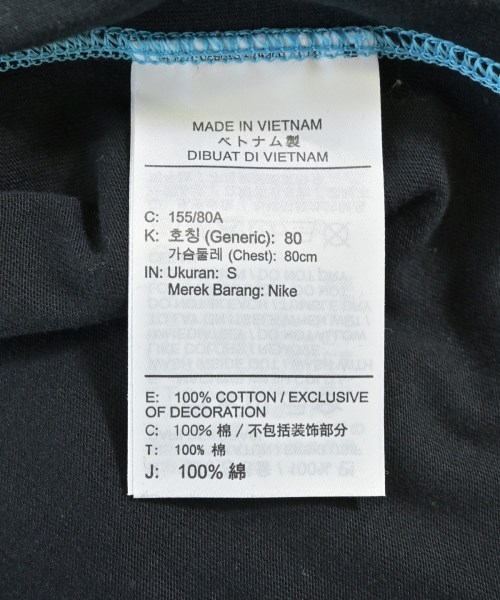 MADE IN VIETNAM
ベトナム製
DIBUAT DI VIETNAM
C: 155/80A
K: 호칭 (Generic): 80
가슴둘레 (Chest): 80cm
IN: Ukuran: S
Merek Barang: Nike
E: 100% COTTON / EXCLUSIVE
OF DECORATION
C: 100% 棉 / 不包括装饰部分
T: 100% 棉
J: 100% 綿